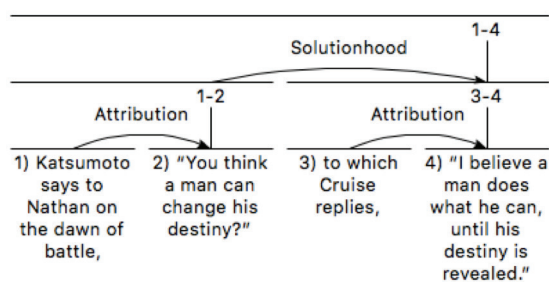 1-4
Solutionhood
1-2
3-4
Attribution
Attribution
1) Katsumoto
says to
Nathan on
the dawn of
battle,
2) “You think
a man can
change his
destiny?”
3) to which
Cruise
replies,
4) “I believe a
man does
what he can,
until his
destiny is
revealed.”